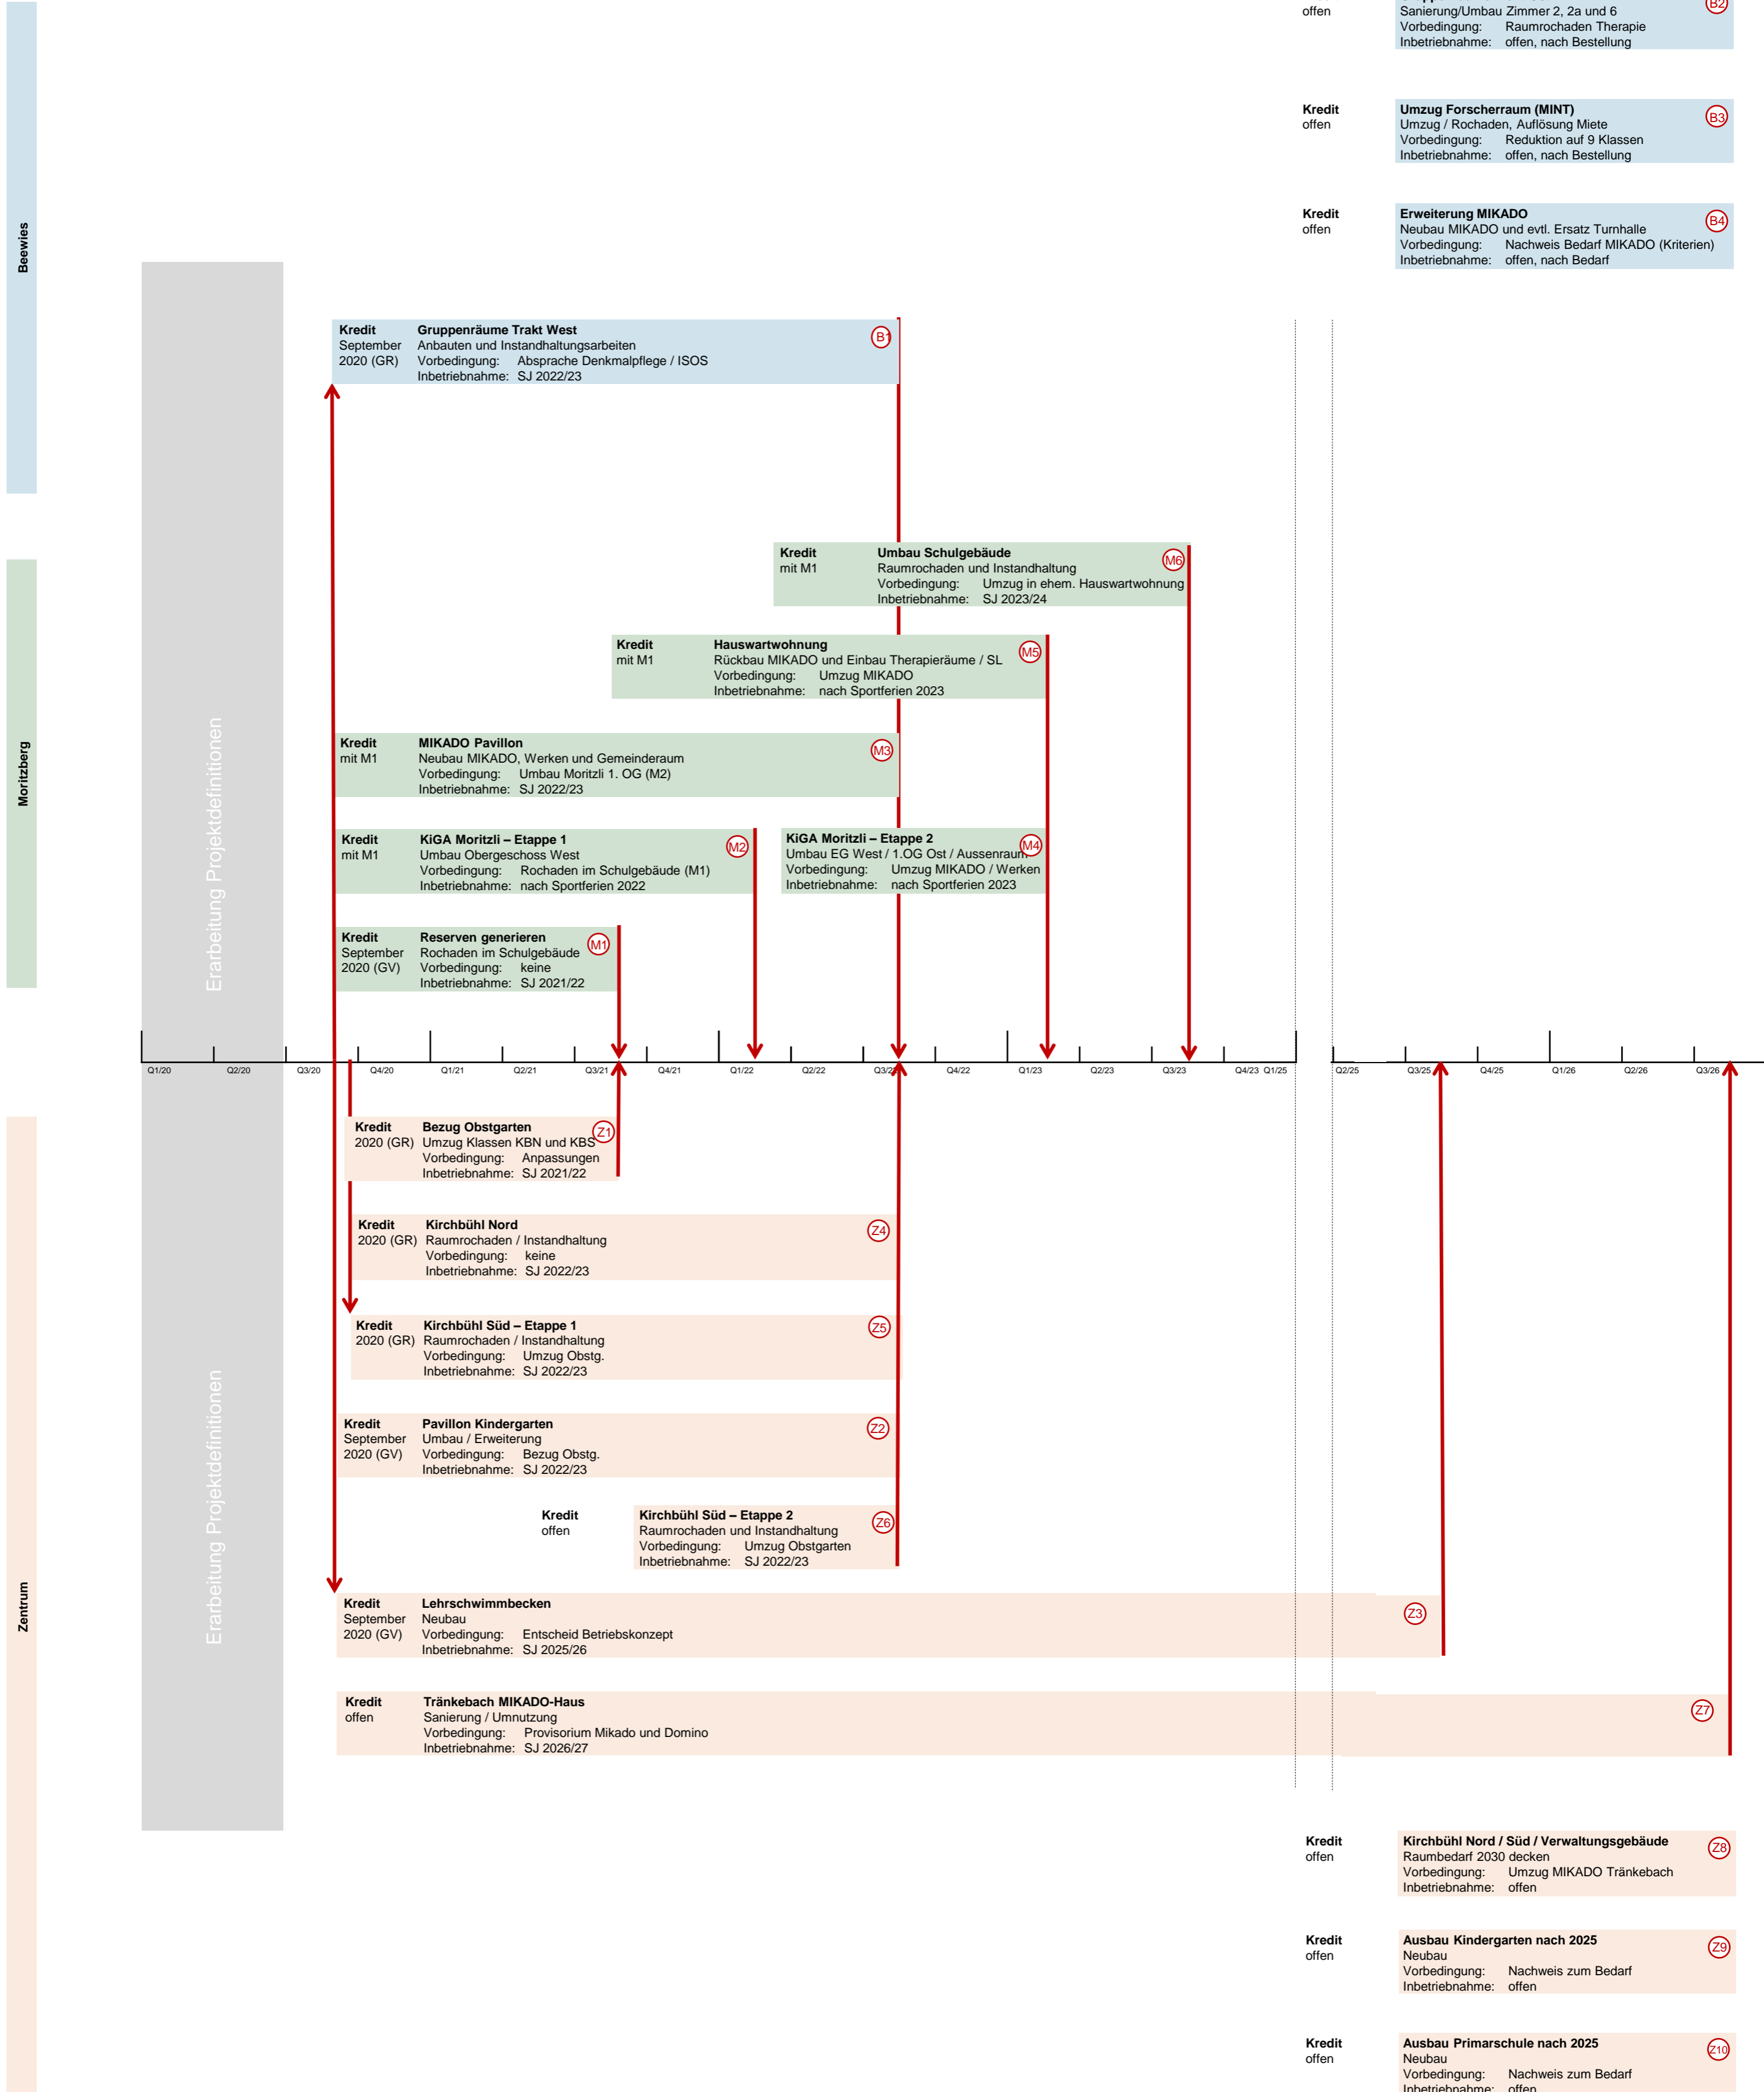 offen
Sanierung/Umbau Zimmer 2, 2a und 6
Vorbedingung: Raumrochaden Therapie
Inbetriebnahme: offen, nach Bestellung
B2
Kredit
offen
Umzug Forscherraum (MINT)
Umzug / Rochaden, Auflösung Miete
Vorbedingung: Reduktion auf 9 Klassen
Inbetriebnahme: offen, nach Bestellung
B3
Kredit
offen
Erweiterung MIKADO
Neubau MIKADO und evtl. Ersatz Turnhalle
Vorbedingung: Nachweis Bedarf MIKADO (Kriterien)
Inbetriebnahme: offen, nach Bedarf
B4
Beewies
Kredit
September
2020 (GR)
Gruppenräume Trakt West
Anbauten und Instandhaltungsarbeiten
Vorbedingung: Absprache Denkmalpflege / ISOS
Inbetriebnahme: SJ 2022/23
B1
Kredit
mit M1
Umbau Schulgebäude
Raumrochaden und Instandhaltung
Vorbedingung: Umzug in ehem. Hauswartwohnung
Inbetriebnahme: SJ 2023/24
M6
Kredit
mit M1
Hauswartwohnung
Rückbau MIKADO und Einbau Therapieräume / SL
Vorbedingung: Umzug MIKADO
Inbetriebnahme: nach Sportferien 2023
M5
Moritzberg
Erarbeitung Projektdefinitionen
Kredit
mit M1
MIKADO Pavillon
Neubau MIKADO, Werken und Gemeinderaum
Vorbedingung: Umbau Moritzli 1. OG (M2)
Inbetriebnahme: SJ 2022/23
M3
Kredit
mit M1
KiGA Moritzli – Etappe 1
Umbau Obergeschoss West
Vorbedingung: Rochaden im Schulgebäude (M1)
Inbetriebnahme: nach Sportferien 2022
M2
KiGA Moritzli – Etappe 2
Umbau EG West / 1.OG Ost / Aussenraum
Vorbedingung: Umzug MIKADO / Werken
Inbetriebnahme: nach Sportferien 2023
M4
Kredit
September
2020 (GV)
Reserven generieren
Rochaden im Schulgebäude
Vorbedingung: keine
Inbetriebnahme: SJ 2021/22
M1
Q1/20 Q2/20 Q3/20 Q4/20 Q1/21 Q2/21 Q3/21 Q4/21 Q1/22 Q2/22 Q3/22 Q4/22 Q1/23 Q2/23 Q3/23 Q4/23 Q1/25 Q2/25 Q3/25 Q4/25 Q1/26 Q2/26 Q3/26
Kredit
2020 (GR)
Bezug Obstgarten
Umzug Klassen KBN und KBS
Vorbedingung: Anpassungen
Inbetriebnahme: SJ 2021/22
Z1
Kredit
2020 (GR)
Kirchbühl Nord
Raumrochaden / Instandhaltung
Vorbedingung: keine
Inbetriebnahme: SJ 2022/23
Z4
Kredit
2020 (GR)
Kirchbühl Süd – Etappe 1
Raumrochaden / Instandhaltung
Vorbedingung: Umzug Obstg.
Inbetriebnahme: SJ 2022/23
Z5
Erarbeitung Projektdefinitionen
Kredit
September
2020 (GV)
Pavillon Kindergarten
Umbau / Erweiterung
Vorbedingung: Bezug Obstg.
Inbetriebnahme: SJ 2022/23
Z2
Kredit
offen
Kirchbühl Süd – Etappe 2
Raumrochaden und Instandhaltung
Vorbedingung: Umzug Obstgarten
Inbetriebnahme: SJ 2022/23
Z6
Zentrum
Kredit
September
2020 (GV)
Lehrschwimmbecken
Neubau
Vorbedingung: Entscheid Betriebskonzept
Inbetriebnahme: SJ 2025/26
Z3
Kredit
offen
Tränkebach MIKADO-Haus
Sanierung / Umnutzung
Vorbedingung: Provisorium Mikado und Domino
Inbetriebnahme: SJ 2026/27
Z7
Kredit
offen
Kirchbühl Nord / Süd / Verwaltungsgebäude
Raumbedarf 2030 decken
Vorbedingung: Umzug MIKADO Tränkebach
Inbetriebnahme: offen
Z8
Kredit
offen
Ausbau Kindergarten nach 2025
Neubau
Vorbedingung: Nachweis zum Bedarf
Inbetriebnahme: offen
Z9
Kredit
offen
Ausbau Primarschule nach 2025
Neubau
Vorbedingung: Nachweis zum Bedarf
Inbetriebnahme: offen
Z10